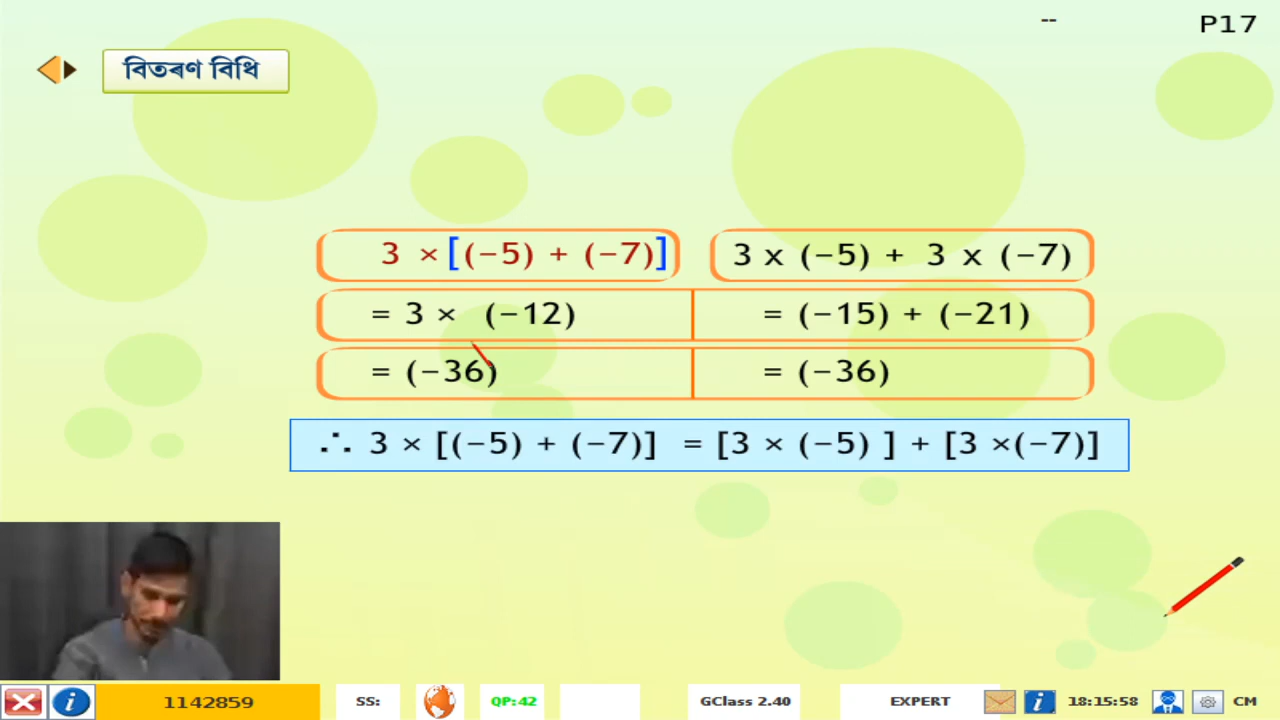 -- P17
বিতৰণ বিধি
3 × [(−5) + (−7)] 3 x (−5) + 3 x (−7)
= 3 × (−12) = (−15) + (−21)
= (−36) = (−36)
∴ 3 × [(−5) + (−7)] = [3 × (−5) ] + [3 ×(−7)]
1142859 SS: QP:42 GClass 2.40 EXPERT 18:15:58 CM